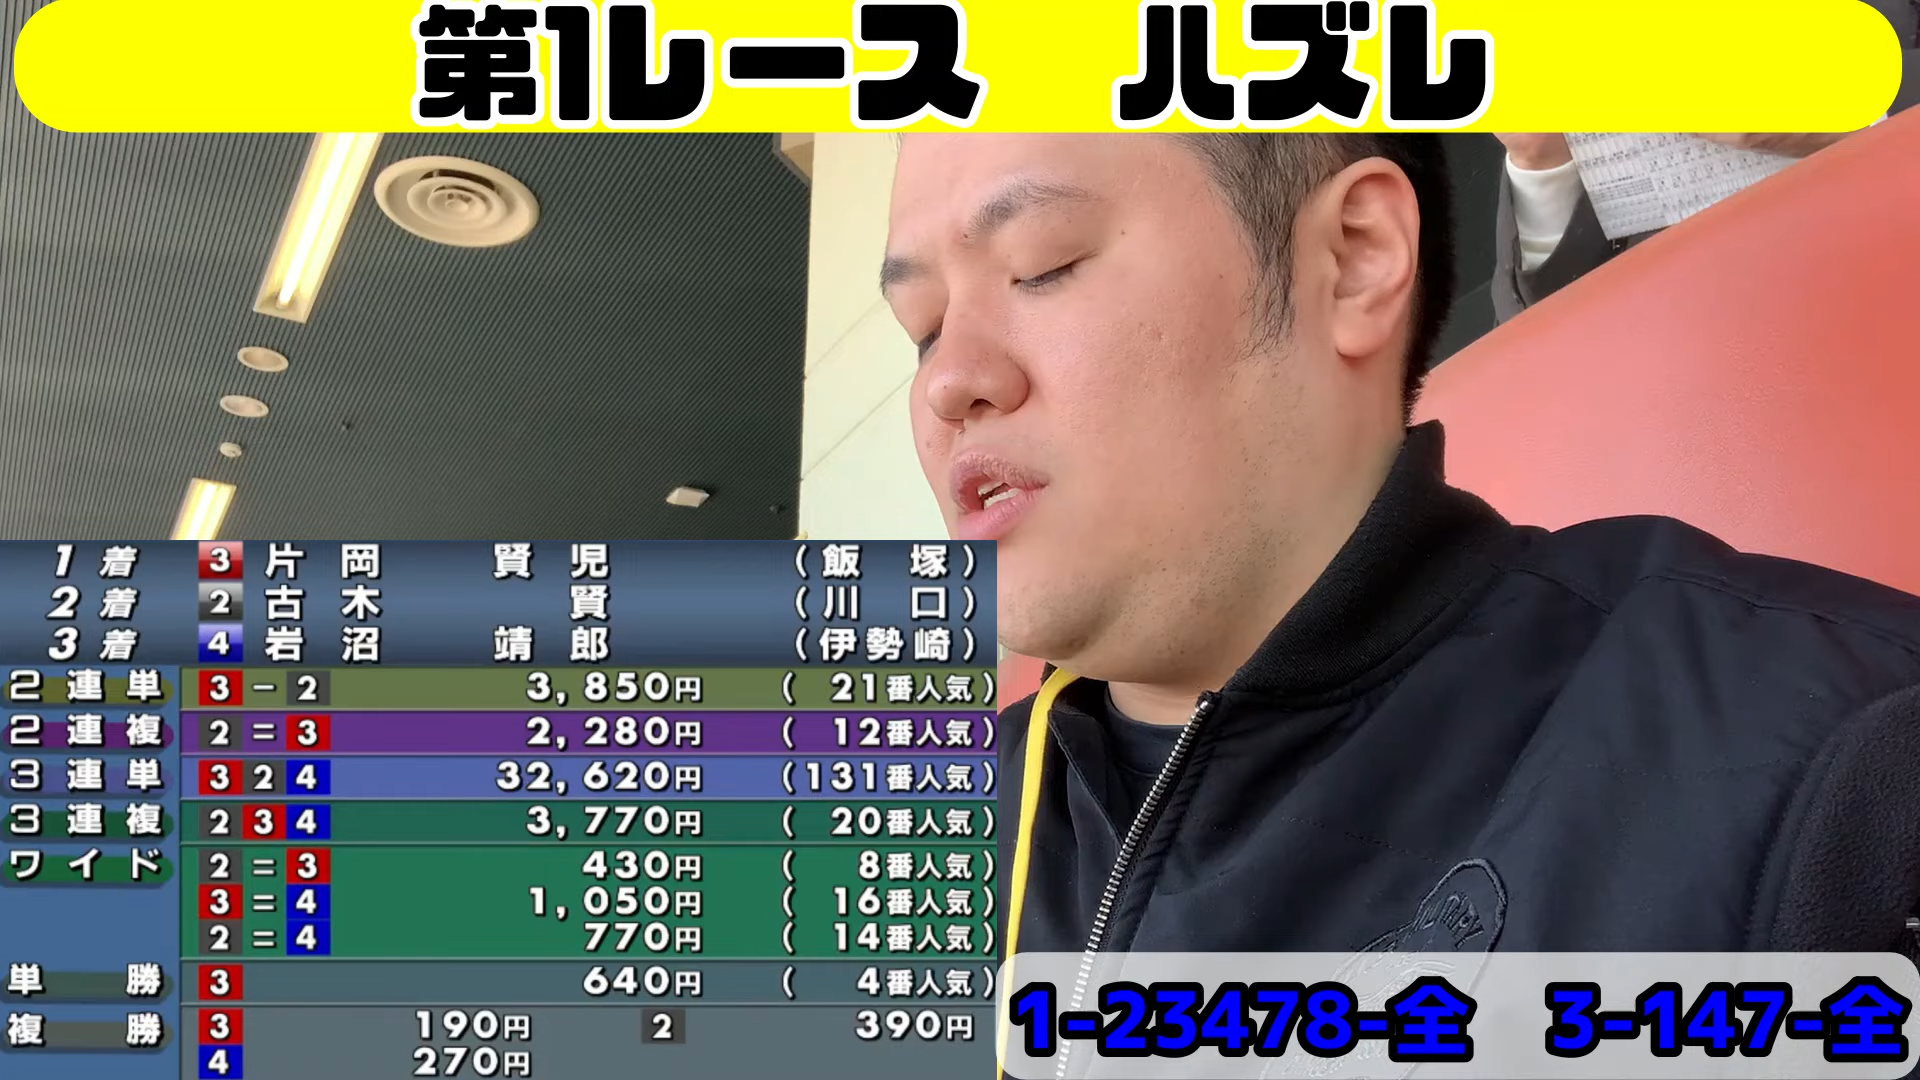 第1レース ハズレ
1着 3 片岡 賢児 (飯塚)
2着 2 古木 賢 (川口)
3着 4 岩沼 靖郎 (伊勢崎)
2連単 3-2 3,850円 (21番人気)
2連複 2=3 2,280円 (12番人気)
3連単 3 2 4 32,620円 (131番人気)
3連複 2 3 4 3,770円 (20番人気)
ワイド 2=3 430円 (8番人気)
3=4 1,050円 (16番人気)
2=4 770円 (14番人気)
単勝 3 640円 (4番人気)
複勝 3 190円 2 390円
4 270円
1-23478-全 3-147-全